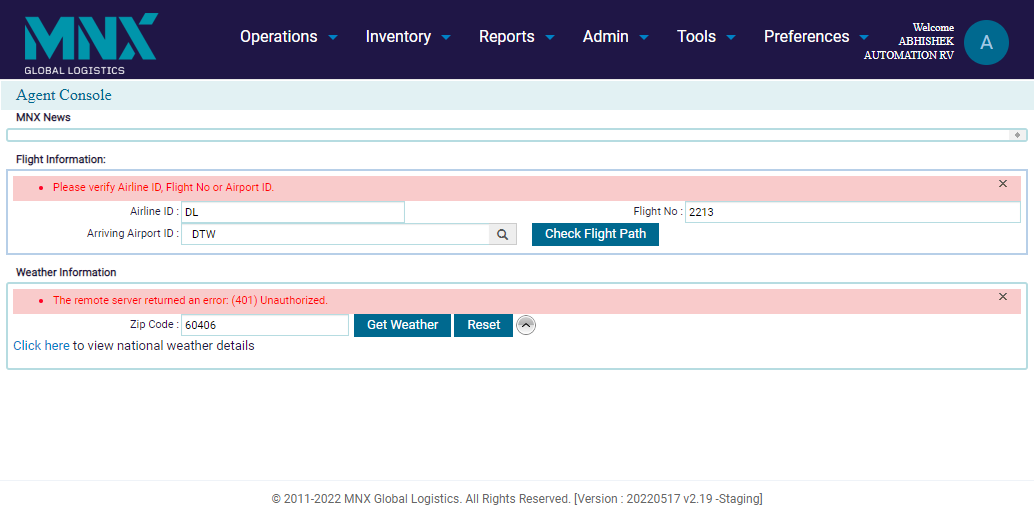 MNX
GLOBAL LOGISTICS
Operations Inventory Reports Admin Tools Preferences
Welcome
ABHISHEK
AUTOMATION RV
A
Agent Console
MNX News
Flight Information:
Please verify Airline ID, Flight No or Airport ID.
Airline ID : DL Flight No : 2213
Arriving Airport ID : DTW Check Flight Path
Weather Information
The remote server returned an error: (401) Unauthorized.
Zip Code : 60406 Get Weather Reset
Click here to view national weather details
© 2011-2022 MNX Global Logistics. All Rights Reserved. [Version : 20220517 v2.19 -Staging]